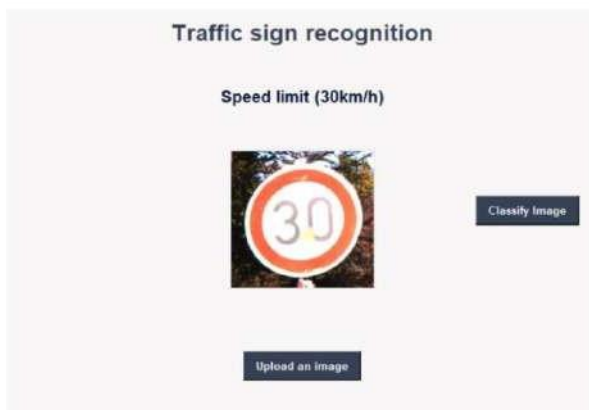 Traffic sign recognition
Speed limit (30km/h)
30
Classify Image
Upload an image